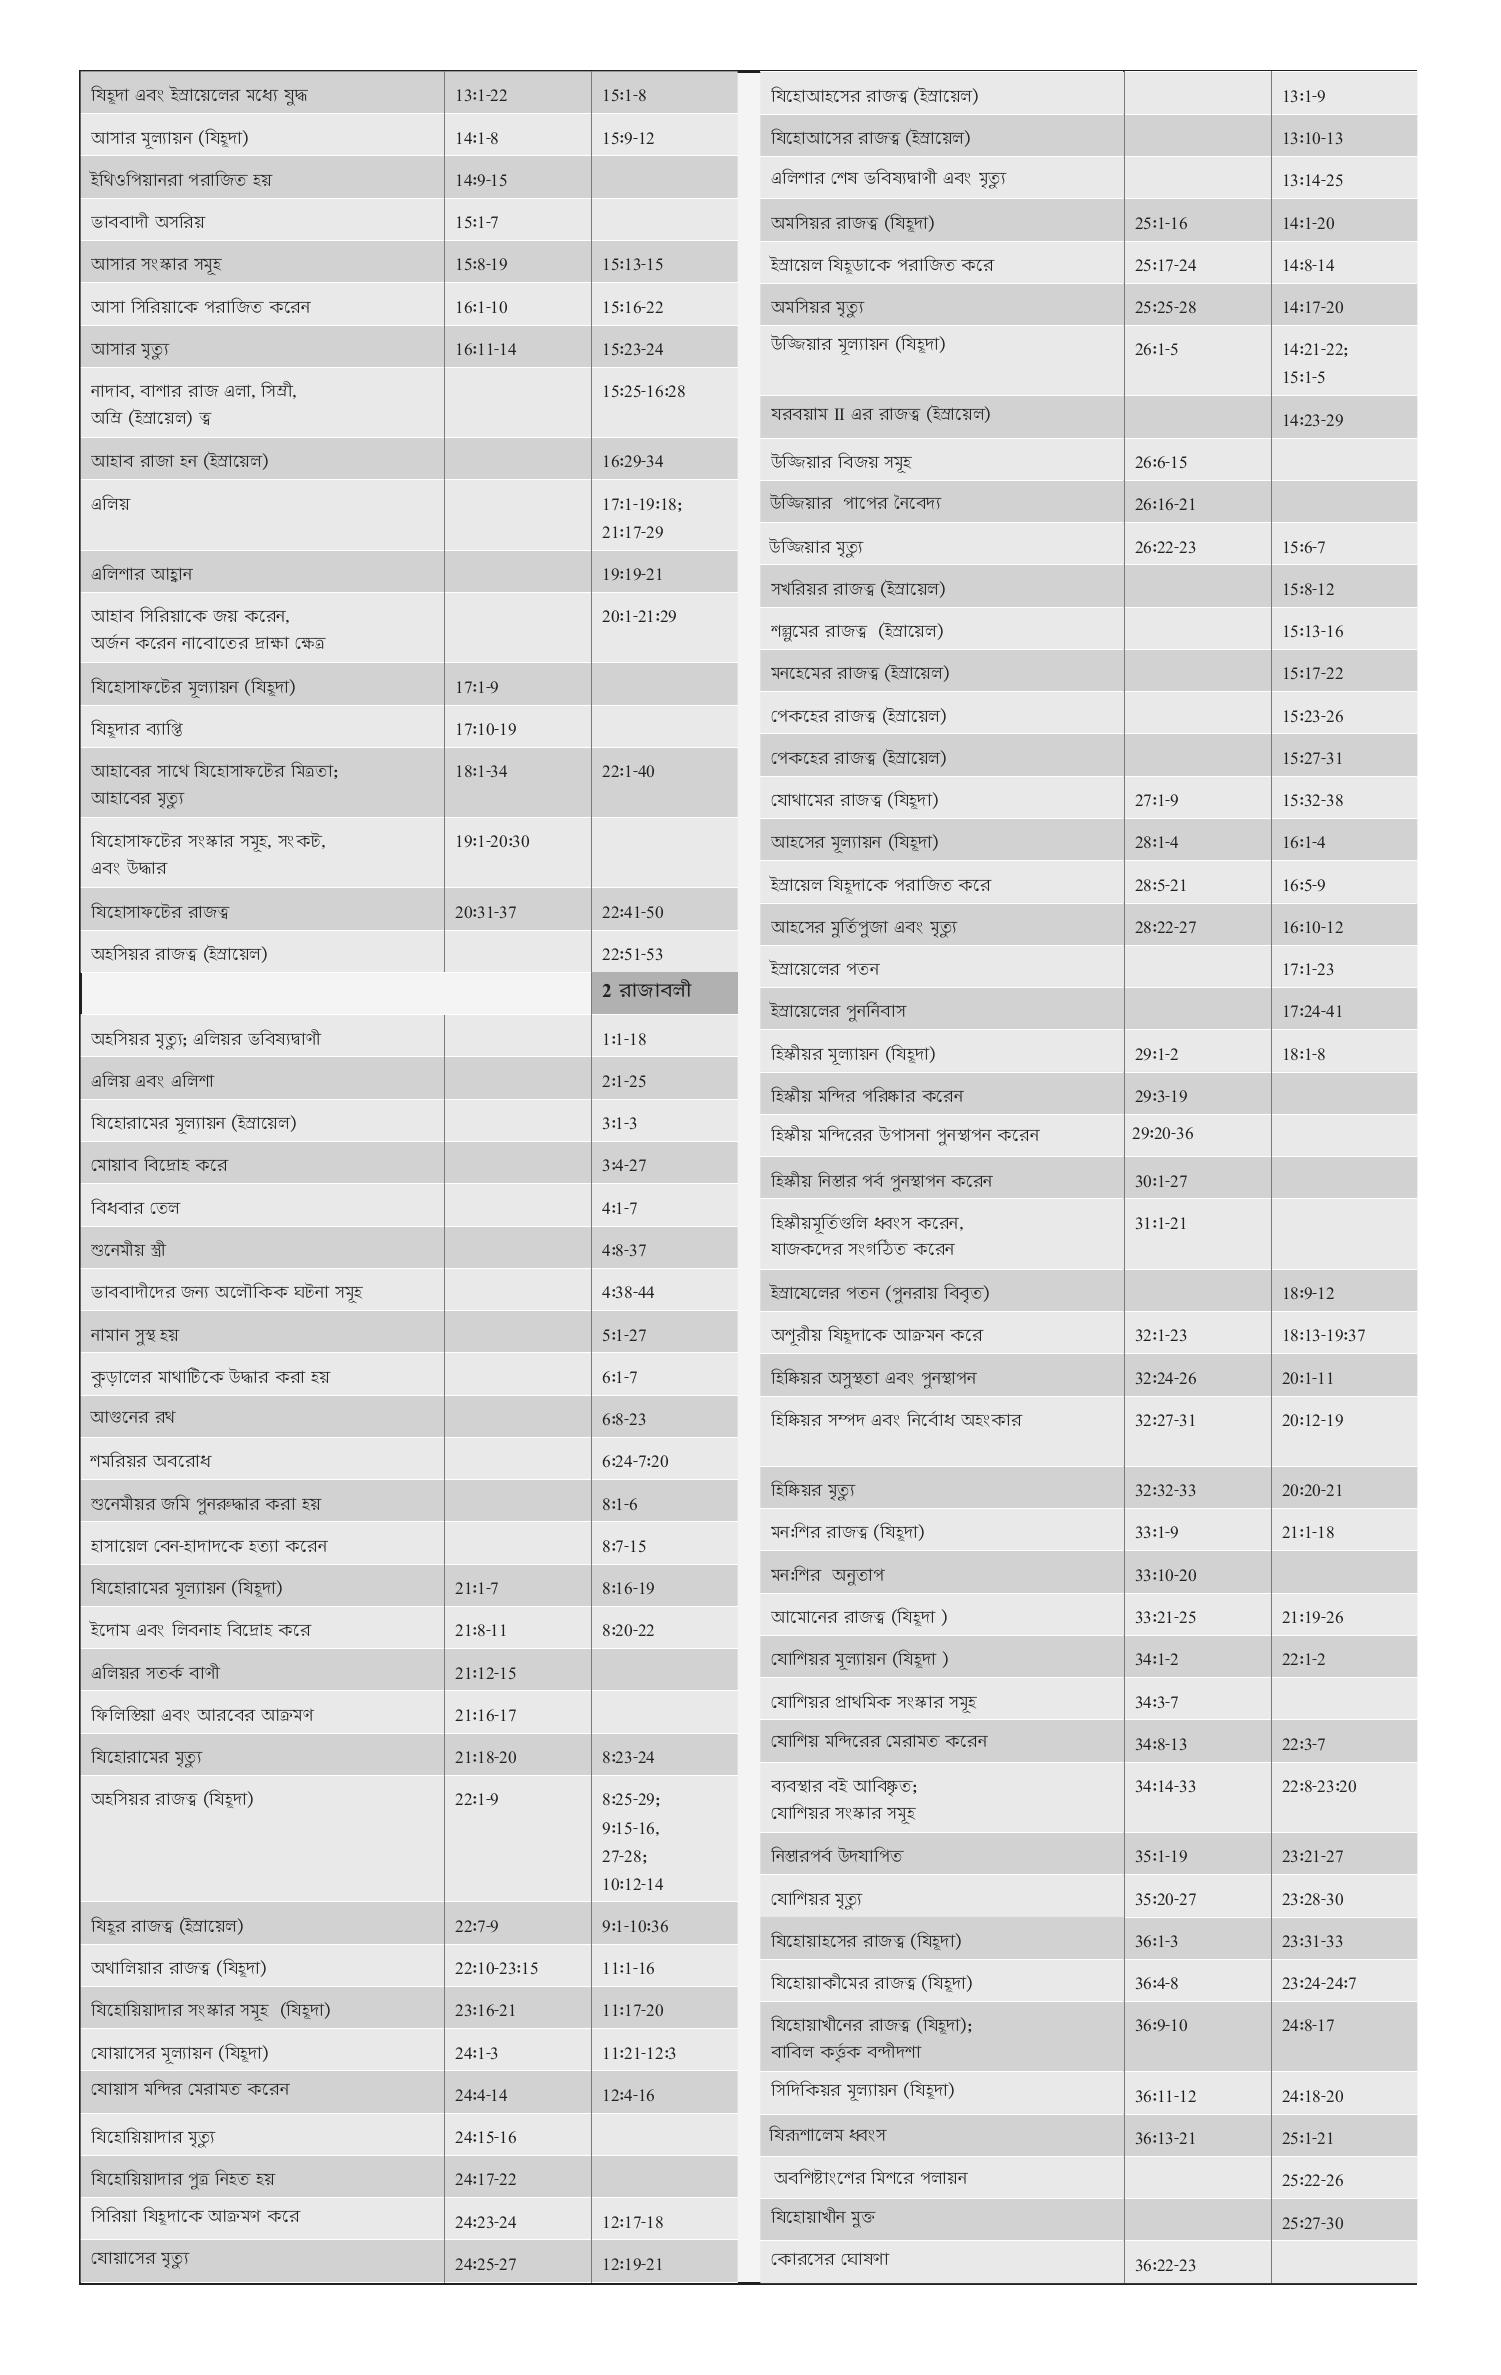 যিহূদা এবং ইস্রায়েলের মধ্যে যুদ্ধ 13:1-22 15:1-8
আসার মূল্যায়ন (যিহূদা) 14:1-8 15:9-12
ইথিওপিয়ানরা পরাজিত হয় 14:9-15
ভাববাদী অসরিয় 15:1-7
আসার সংস্কার সমূহ 15:8-19 15:13-15
আসা সিরিয়াকে পরাজিত করেন 16:1-10 15:16-22
আসার মৃত্যু 16:11-14 15:23-24
নাদাব, বাশার রাজ এলা, সিম্রী, 15:25-16:28
অম্রি (ইস্রায়েল) ত্ব
আহাব রাজা হন (ইস্রায়েল) 16:29-34
এলিয় 17:1-19:18;
21:17-29
এলিশার আহ্বান 19:19-21
আহাব সিরিয়াকে জয় করেন, 20:1-21:29
অর্জন করেন নাবোতের দ্রাক্ষা ক্ষেত্র
যিহোসাফটের মূল্যায়ন (যিহূদা) 17:1-9
যিহূদার ব্যাপ্তি 17:10-19
আহাবের সাথে যিহোসাফটের মিত্রতা; 18:1-34 22:1-40
আহাবের মৃত্যু
যিহোসাফটের সংস্কার সমূহ, সংকট, 19:1-20:30
এবং উদ্ধার
যিহোসাফটের রাজত্ব 20:31-37 22:41-50
অহসিয়র রাজত্ব (ইস্রায়েল) 22:51-53
2 রাজাবলী
অহসিয়র মৃত্যু; এলিয়র ভবিষ্যদ্বাণী 1:1-18
এলিয় এবং এলিশা 2:1-25
যিহোরামের মূল্যায়ন (ইস্রায়েল) 3:1-3
মোয়াব বিদ্রোহ করে 3:4-27
বিধবার তেল 4:1-7
শুনেমীয় স্ত্রী 4:8-37
ভাববাদীদের জন্য অলৌকিক ঘটনা সমূহ 4:38-44
নামান সুস্থ হয় 5:1-27
কুড়ালের মাথাটিকে উদ্ধার করা হয় 6:1-7
আগুনের রথ 6:8-23
শমরিয়র অবরোধ 6:24-7:20
শুনেমীয়র জমি পুনরুদ্ধার করা হয় 8:1-6
হাসায়েল বেন-হাদাদকে হত্যা করেন 8:7-15
যিহোরামের মূল্যায়ন (যিহূদা) 21:1-7 8:16-19
ইদোম এবং লিবনাহ বিদ্রোহ করে 21:8-11 8:20-22
এলিয়র সতর্ক বাণী 21:12-15
ফিলিস্তিয়া এবং আরবের আক্রমণ 21:16-17
যিহোরামের মৃত্যু 21:18-20 8:23-24
অহসিয়র রাজত্ব (যিহূদা) 22:1-9 8:25-29;
9:15-16,
27-28;
10:12-14
যিহূর রাজত্ব (ইস্রায়েল) 22:7-9 9:1-10:36
অথালিয়ার রাজত্ব (যিহূদা) 22:10-23:15 11:1-16
যিহোয়িয়াদার সংস্কার সমূহ (যিহূদা) 23:16-21 11:17-20
যোয়াসের মূল্যায়ন (যিহূদা) 24:1-3 11:21-12:3
যোয়াস মন্দির মেরামত করেন 24:4-14 12:4-16
যিহোয়িয়াদার মৃত্যু 24:15-16
যিহোয়িয়াদার পুত্র নিহত হয় 24:17-22
সিরিয়া যিহূদাকে আক্রমণ করে 24:23-24 12:17-18
যোয়াসের মৃত্যু 24:25-27 12:19-21
যিহোআহসের রাজত্ব (ইস্রায়েল) 13:1-9
যিহোআসের রাজত্ব (ইস্রায়েল) 13:10-13
এলিশার শেষ ভবিষ্যদ্বাণী এবং মৃত্যু 13:14-25
অমসিয়র রাজত্ব (যিহূদা) 25:1-16 14:1-20
ইস্রায়েল যিহূডাকে পরাজিত করে 25:17-24 14:8-14
অমসিয়র মৃত্যু 25:25-28 14:17-20
উজ্জিয়ার মূল্যায়ন (যিহূদা) 26:1-5 14:21-22;
15:1-5
যরবয়াম II এর রাজত্ব (ইস্রায়েল) 14:23-29
উজ্জিয়ার বিজয় সমূহ 26:6-15
উজ্জিয়ার পাপের নৈবেদ্য 26:16-21
উজ্জিয়ার মৃত্যু 26:22-23 15:6-7
সখরিয়র রাজত্ব (ইস্রায়েল) 15:8-12
শল্লুমের রাজত্ব (ইস্রায়েল) 15:13-16
মনহেমের রাজত্ব (ইস্রায়েল) 15:17-22
পেকহের রাজত্ব (ইস্রায়েল) 15:23-26
পেকহের রাজত্ব (ইস্রায়েল) 15:27-31
যোথামের রাজত্ব (যিহূদা) 27:1-9 15:32-38
আহসের মূল্যায়ন (যিহূদা) 28:1-4 16:1-4
ইস্রায়েল যিহূদাকে পরাজিত করে 28:5-21 16:5-9
আহসের মুর্তিপুজা এবং মৃত্যু 28:22-27 16:10-12
ইস্রায়েলের পতন 17:1-23
ইস্রায়েলের পুনর্নিবাস 17:24-41
হিস্কীয়র মূল্যায়ন (যিহূদা) 29:1-2 18:1-8
হিস্কীয় মন্দির পরিষ্কার করেন 29:3-19
হিস্কীয় মন্দিরের উপাসনা পুনস্থাপন করেন 29:20-36
হিস্কীয় নিস্তার পর্ব পুনস্থাপন করেন 30:1-27
হিস্কীয়মূর্তিগুলি ধ্বংস করেন, 31:1-21
যাজকদের সংগঠিত করেন
ইস্রাযেলের পতন (পুনরায় বিবৃত) 18:9-12
অশূরীয় যিহূদাকে আক্রমন করে 32:1-23 18:13-19:37
হিষ্কিয়র অসুস্থতা এবং পুনস্থাপন 32:24-26 20:1-11
হিষ্কিয়র সম্পদ এবং নির্বোধ অহংকার 32:27-31 20:12-19
হিষ্কিয়র মৃত্যু 32:32-33 20:20-21
মন:শির রাজত্ব (যিহূদা) 33:1-9 21:1-18
মন:শির অনুতাপ 33:10-20
আমোনের রাজত্ব (যিহূদা ) 33:21-25 21:19-26
যোশিয়র মূল্যায়ন (যিহূদা ) 34:1-2 22:1-2
যোশিয়র প্রাথমিক সংস্কার সমূহ 34:3-7
যোশিয় মন্দিরের মেরামত করেন 34:8-13 22:3-7
ব্যবস্থার বই আবিষ্কৃত; 34:14-33 22:8-23:20
যোশিয়র সংস্কার সমূহ
নিস্তারপর্ব উদযাপিত 35:1-19 23:21-27
যোশিয়র মৃত্যু 35:20-27 23:28-30
যিহোয়াহসের রাজত্ব (যিহূদা) 36:1-3 23:31-33
যিহোয়াকীমের রাজত্ব (যিহূদা) 36:4-8 23:24-24:7
যিহোয়াখীনের রাজত্ব (যিহূদা); 36:9-10 24:8-17
বাবিল কর্তৃক বন্দীদশা
সিদিকিয়র মূল্যায়ন (যিহূদা) 36:11-12 24:18-20
যিরূশালেম ধ্বংস 36:13-21 25:1-21
অবশিষ্টাংশের মিশরে পলায়ন 25:22-26
যিহোয়াখীন মুক্ত 25:27-30
কোরসের ঘোষণা 36:22-23